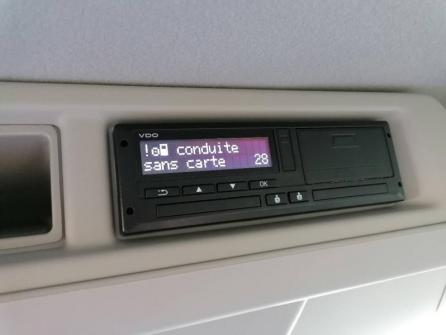 VDO
! conduite
sans carte 28
OK